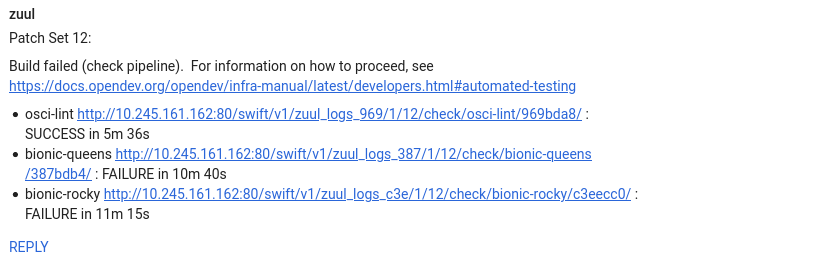 zuul
Patch Set 12:
Build failed (check pipeline).  For information on how to proceed, see
https://docs.opendev.org/opendev/infra-manual/latest/developers.html#automated-testing
• osci-lint http://10.245.161.162:80/swift/v1/zuul_logs_969/1/12/check/osci-lint/969bda8/ :
SUCCESS in 5m 36s
• bionic-queens http://10.245.161.162:80/swift/v1/zuul_logs_387/1/12/check/bionic-queens
/387bdb4/ : FAILURE in 10m 40s
• bionic-rocky http://10.245.161.162:80/swift/v1/zuul_logs_c3e/1/12/check/bionic-rocky/c3eecc0/ :
FAILURE in 11m 15s
REPLY